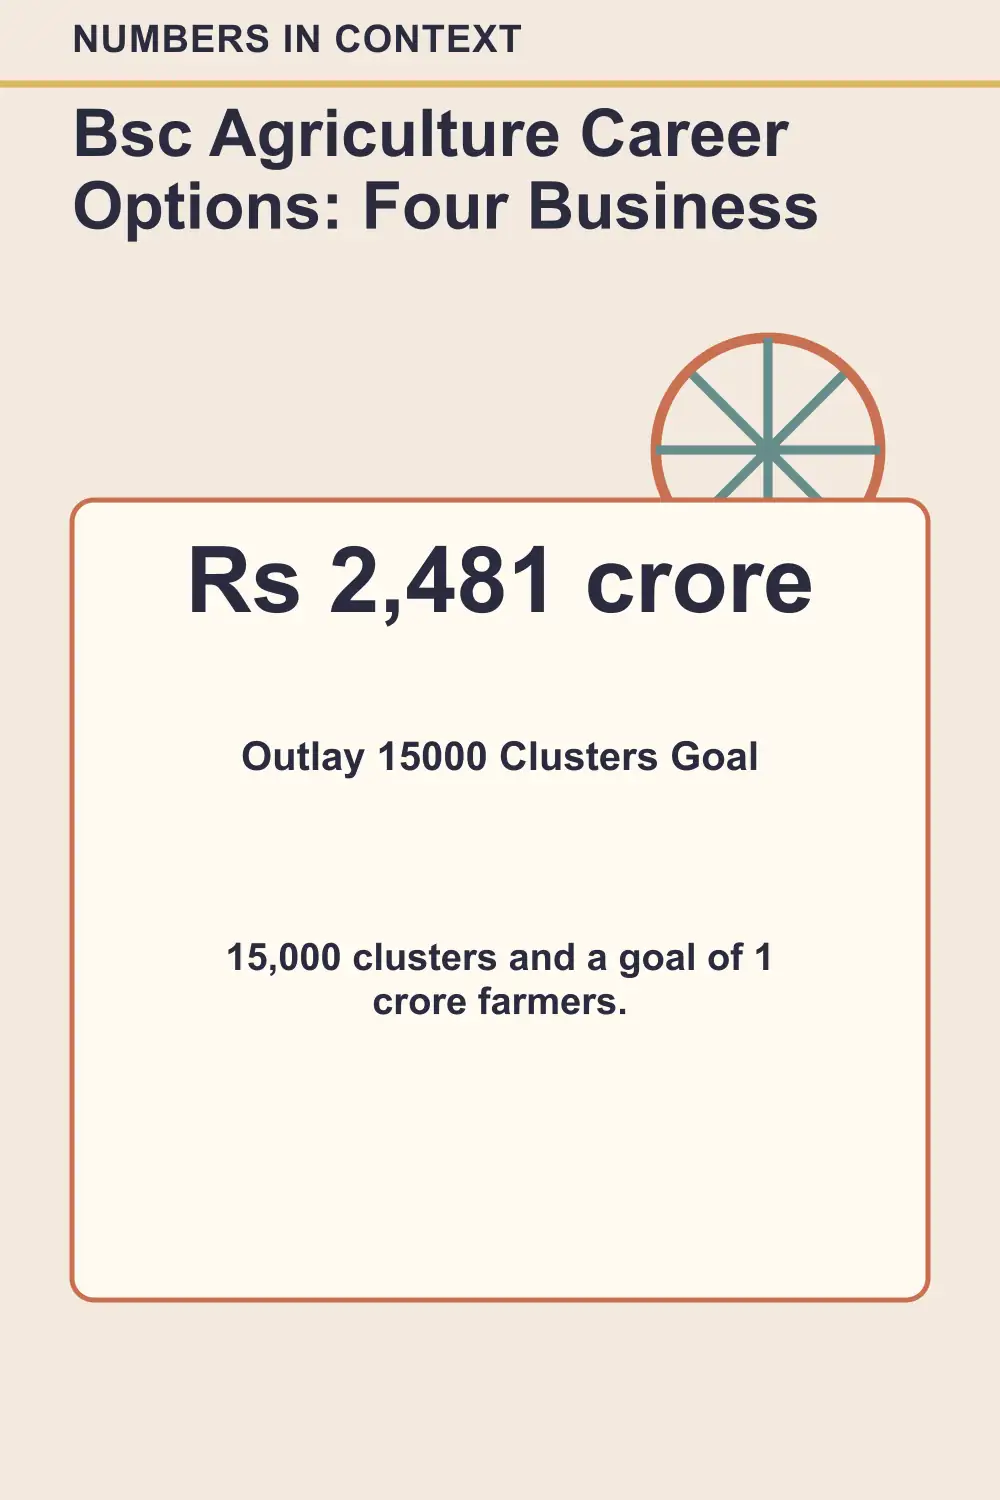 NUMBERS IN CONTEXT
Bsc Agriculture Career
Options: Four Business
Rs 2,481 crore
Outlay 15000 Clusters Goal
15,000 clusters and a goal of 1
crore farmers.